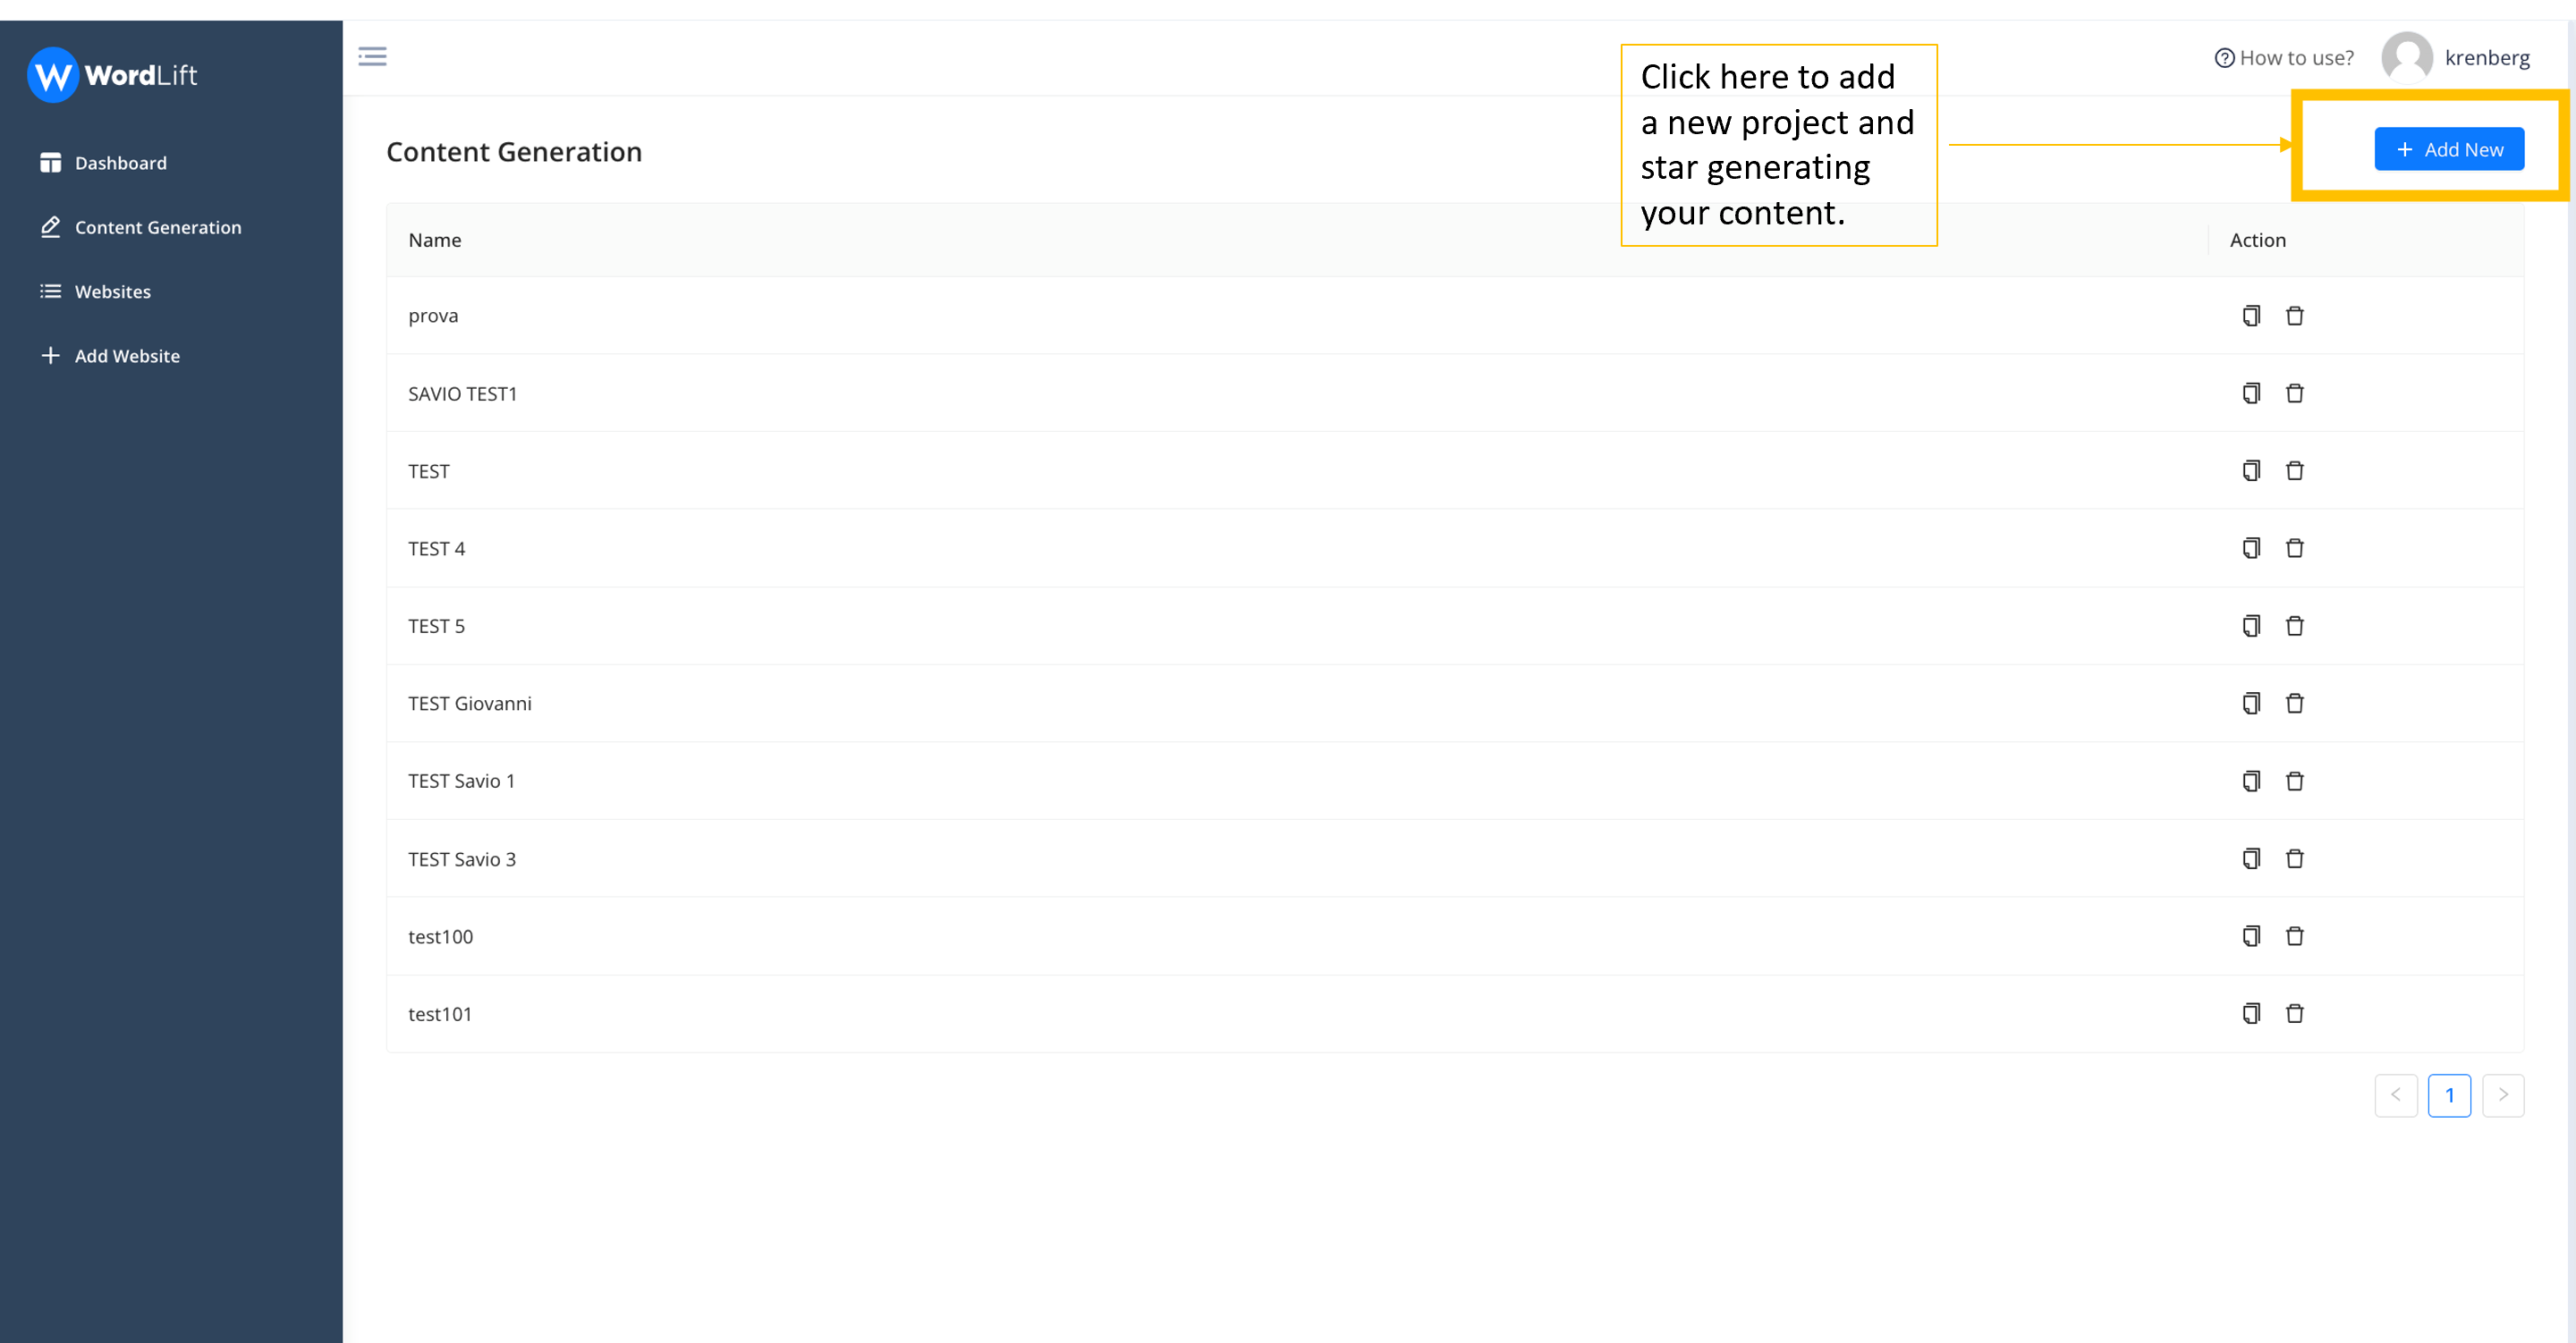 WordLift
Dashboard
Content Generation
Websites
Add Website
How to use?
krenberg
Content Generation
Click here to add
a new project and
star generating
your content.
+ Add New
Name
Action
prova
SAVIO TEST1
TEST
TEST 4
TEST 5
TEST Giovanni
TEST Savio 1
TEST Savio 3
test100
test101
< 1 >